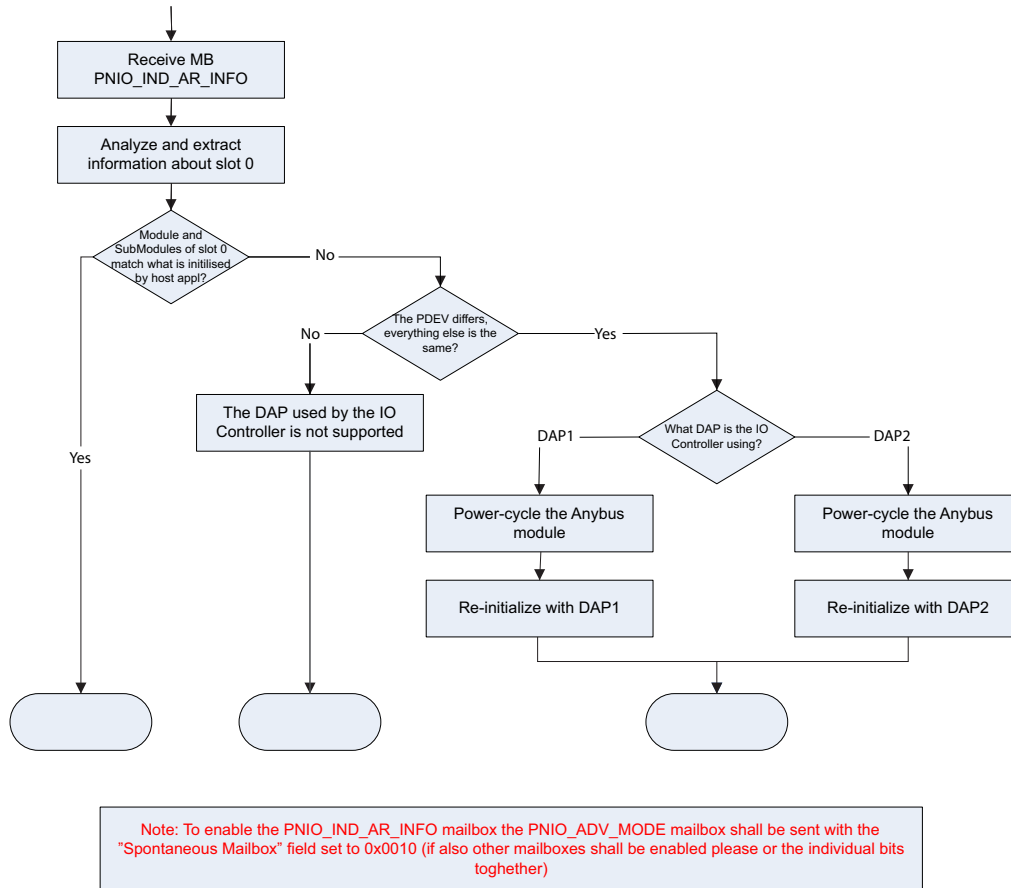 Receive MB
PNIO_IND_AR_INFO
Analyze and extract
information about slot 0
Module and
SubModules of slot 0
match what is initilised
by host appl?
No
The PDEV differs,
everything else is the
same?
No
Yes
The DAP used by the IO
Controller is not supported
What DAP is the IO
Controller using?
DAP1
DAP2
Yes
Power-cycle the Anybus
module
Power-cycle the Anybus
module
Re-initialize with DAP1
Re-initialize with DAP2
Note: To enable the PNIO_IND_AR_INFO mailbox the PNIO_ADV_MODE mailbox shall be sent with the
”Spontaneous Mailbox” field set to 0x0010 (if also other mailboxes shall be enabled please or the individual bits
toghether)